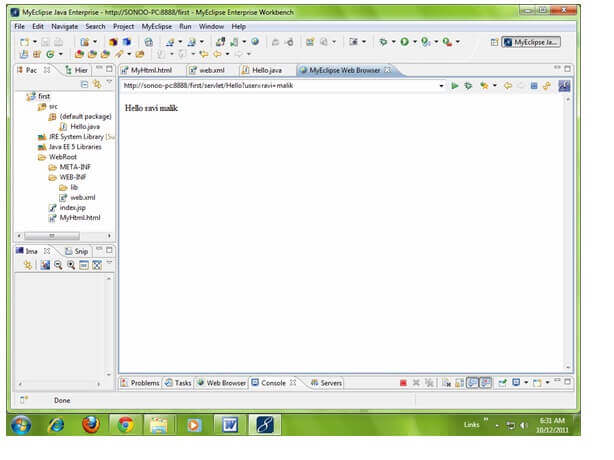 MyEclipse Java Enterprise - http://SONOO-PC:8888/first - MyEclipse Enterprise Workbench
File Edit Navigate Search Project MyEclipse Run Window Help
MyEclipse Ja...
Pac Hier MyHtml.html web.xml Hello.java MyEclipse Web Browser
http://sonoo-pc:8888/first/servlet/Hello?user=ravi+malik
Hello ravi malik
first
src
(default package)
Hello.java
JRE System Library [Su
Java EE 5 Libraries
WebRoot
META-INF
WEB-INF
lib
web.xml
index.jsp
MyHtml.html
Ima Snip
Problems Tasks Web Browser Console Servers
Done
Links
6:31 AM
10/12/2011